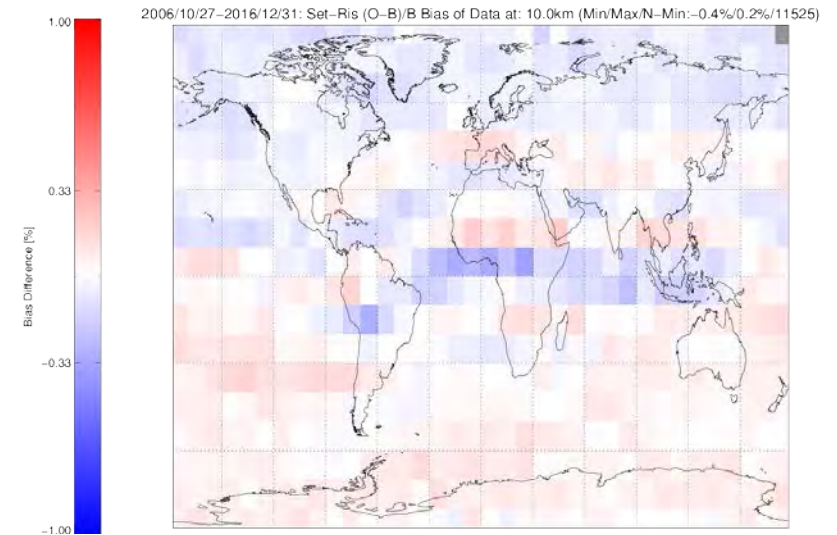 2006/10/27−2016/12/31: Set−Ris (O−B)/B Bias of Data at: 10.0km (Min/Max/N−Min:−0.4%/0.2%/11525)
1.00
0.33
Bias Difference [%]
−0.33
−1.00